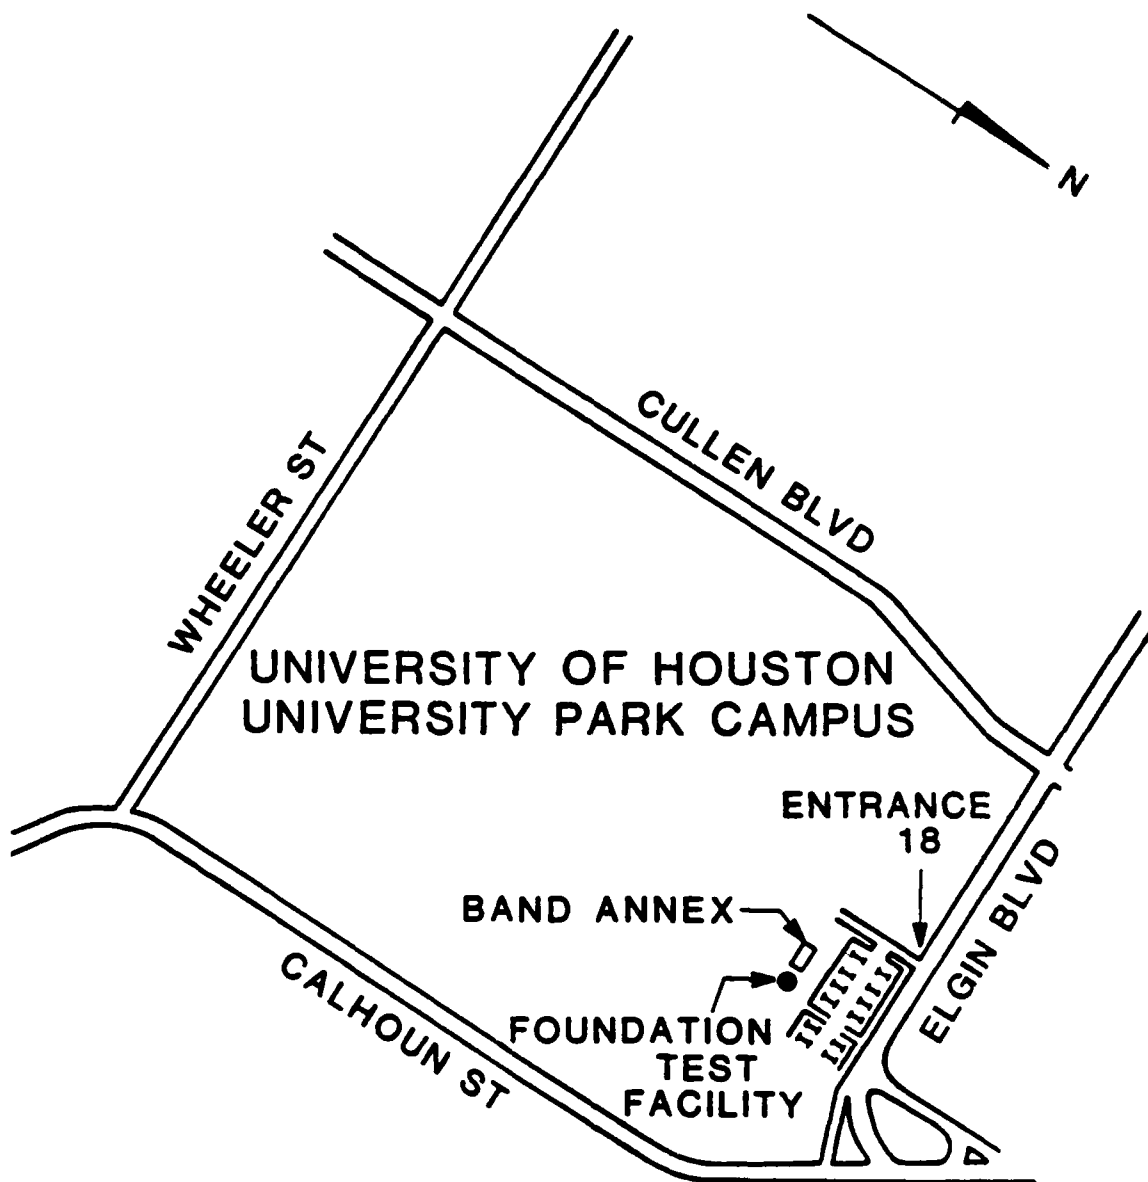 N
CULLEN BLVD
WHEELER ST
UNIVERSITY OF HOUSTON
UNIVERSITY PARK CAMPUS
ENTRANCE
18
BAND ANNEX
ELGIN BLVD
CALHOUN ST
FOUNDATION
TEST
FACILITY